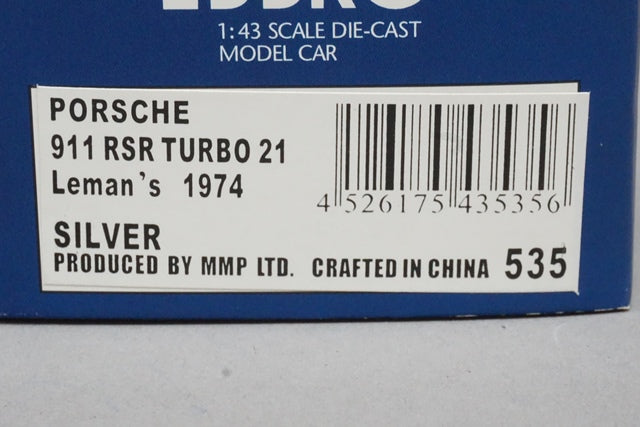 EBBRO
1:43 SCALE DIE-CAST
MODEL CAR
PORSCHE
911 RSR TURBO 21
Leman's 1974
4 526175 435356
SILVER
PRODUCED BY MMP LTD. CRAFTED IN CHINA 535